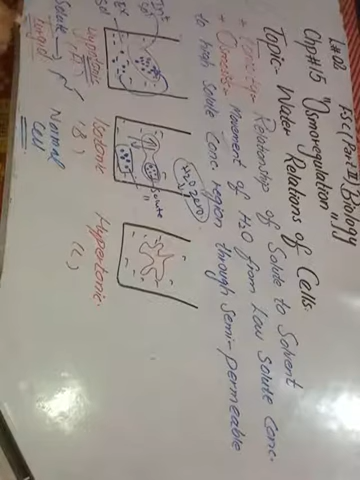 L#02
FSc (Part II) Biology
Chp#15 "Osmoregulation"
Topic- Water Relations of Cells
* Tonicity- Relationship of Solute to Solvent
* Osmosis- Movement of H2O from Low Solute Conc.
to high Solute Conc. region through Semi-permeable
H2O zero
solute
Isotonic
(B)
Normal
Cell
Hypertonic
(C)
Hypotonic
(A)
Solute